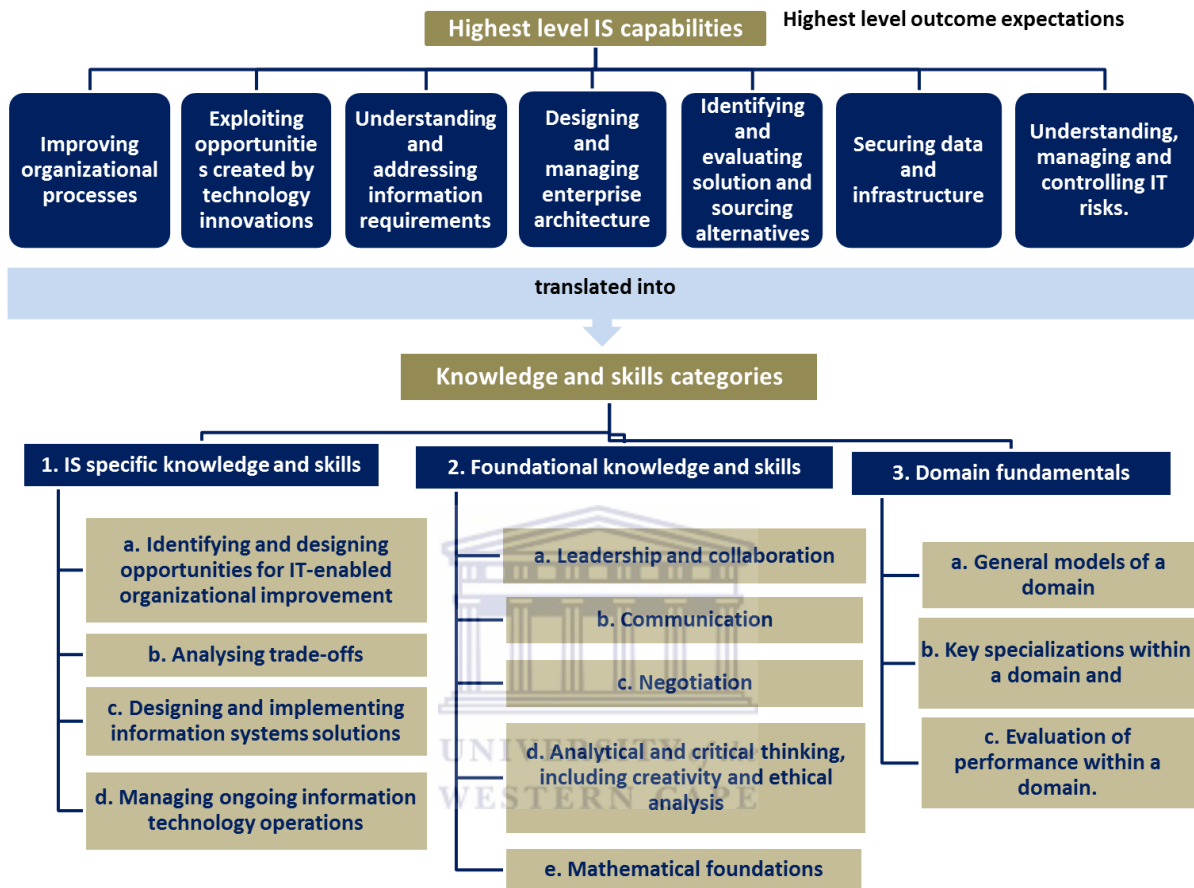 Highest level IS capabilities
Highest level outcome expectations
Improving
organizational
processes
Exploiting
opportunitie
s created by
technology
innovations
Understanding
and
addressing
information
requirements
Designing
and
managing
enterprise
architecture
Identifying
and
evaluating
solution and
sourcing
alternatives
Securing
data and
infrastructure
Understanding,
managing and
controlling IT
risks.
translated into
Knowledge and skills categories
1. IS specific knowledge and skills
a. Identifying and designing
opportunities for IT-enabled
organizational improvement
b. Analysing trade-offs
c. Designing and implementing
information systems solutions
d. Managing ongoing information
technology operations
2. Foundational knowledge and skills
a. Leadership and collaboration
b. Communication
c. Negotiation
d. Analytical and critical thinking,
including creativity and ethical
analysis
e. Mathematical foundations
3. Domain fundamentals
a. General models of a
domain
b. Key specializations within
a domain and
c. Evaluation of
performance within a
domain.
UNIVERSITY of the
WESTERN CAPE